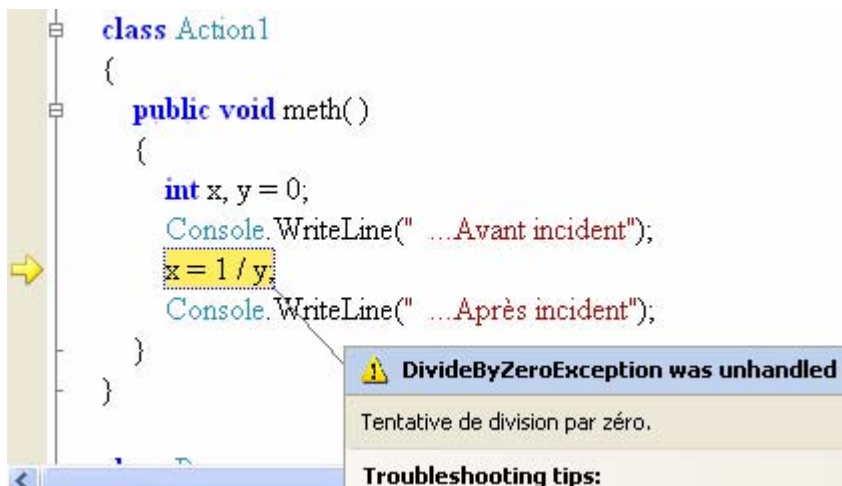 class Action1
{
public void meth( )
{
int x, y = 0;
Console.WriteLine("  ...Avant incident");
x = 1 / y;
Console.WriteLine("  ...Après incident");
}
}
DivideByZeroException was unhandled
Tentative de division par zéro.
Troubleshooting tips: